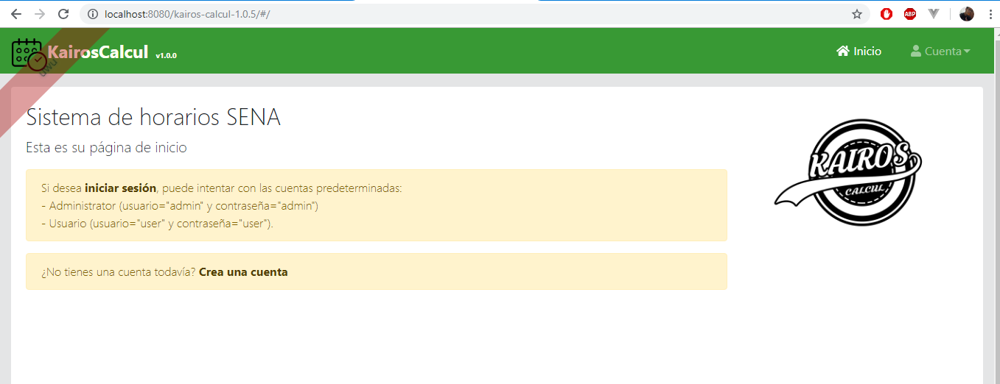 localhost:8080/kairos-calcul-1.0.5/#/
ABP
KairosCalcul v1.0.0
Inicio
Cuenta
uwu
Sistema de horarios SENA
Esta es su página de inicio
Si desea iniciar sesión, puede intentar con las cuentas predeterminadas:
- Administrator (usuario="admin" y contraseña="admin")
- Usuario (usuario="user" y contraseña="user").
¿No tienes una cuenta todavía? Crea una cuenta
KAIROS
CALCUL